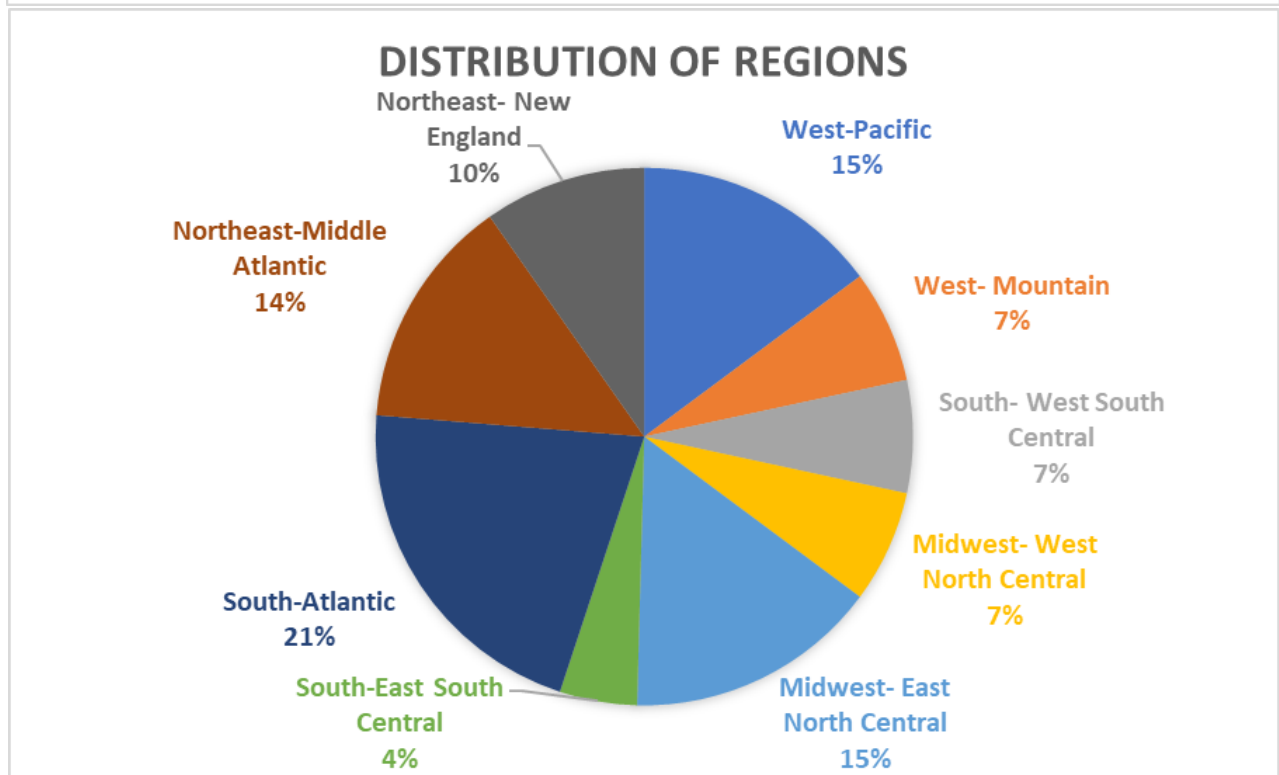 DISTRIBUTION OF REGIONS
Northeast- New
England
10%
West-Pacific
15%
Northeast-Middle
Atlantic
14%
West- Mountain
7%
South- West South
Central
7%
Midwest- West
North Central
7%
South-Atlantic
21%
South-East South
Central
4%
Midwest- East
North Central
15%